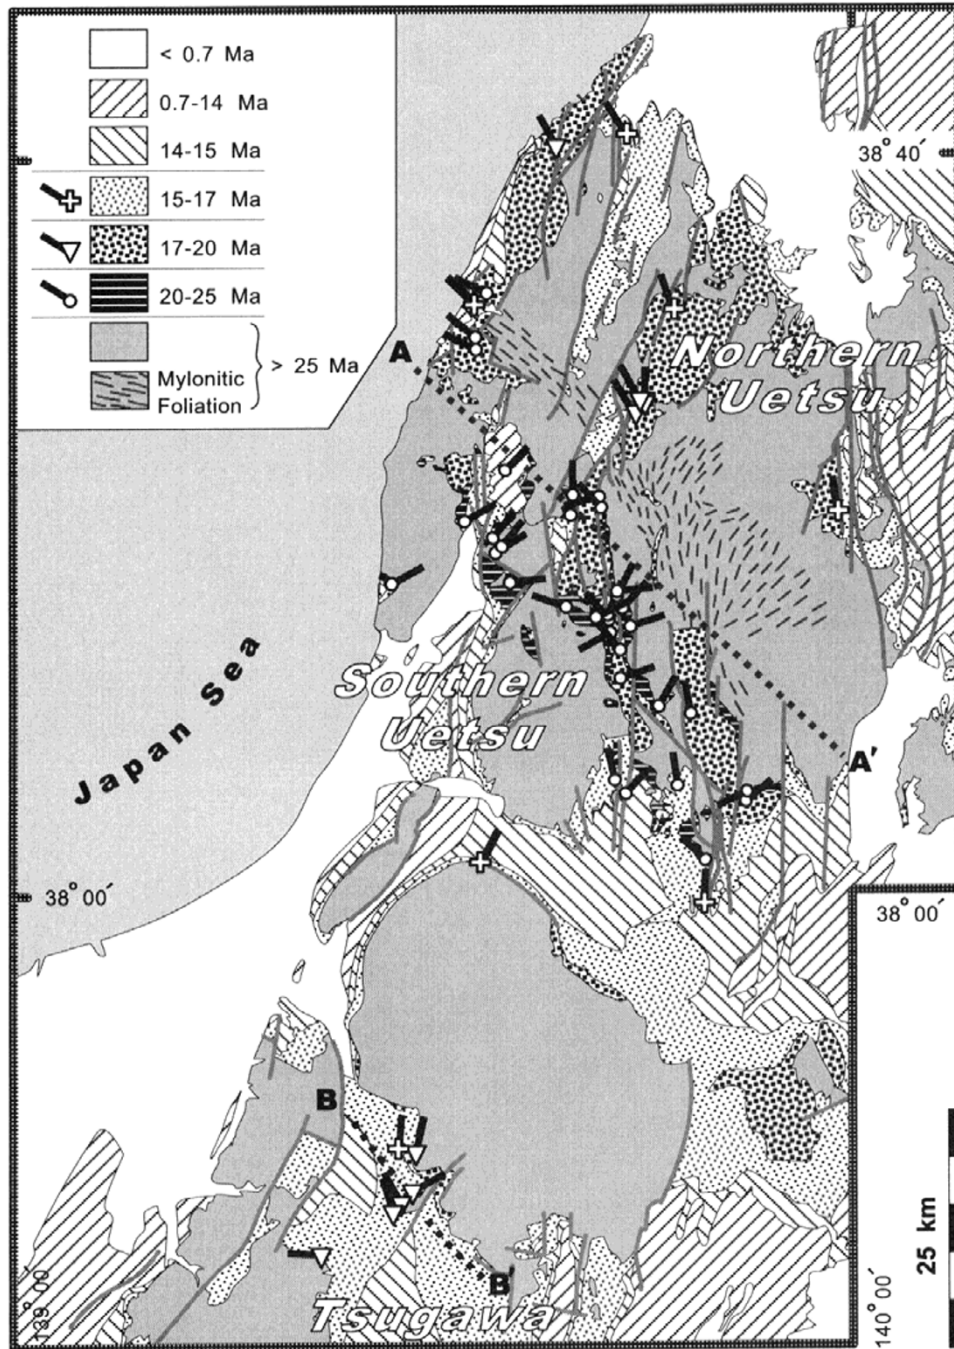 < 0.7 Ma
0.7-14 Ma
14-15 Ma
15-17 Ma
17-20 Ma
20-25 Ma
Mylonitic
Foliation
> 25 Ma
38° 40′
A
Northern
Uetsu
Japan Sea
Southern
Uetsu
A′
38° 00′
38° 00′
B
B
Tsugawa
139° 00′
140° 00′
25 km